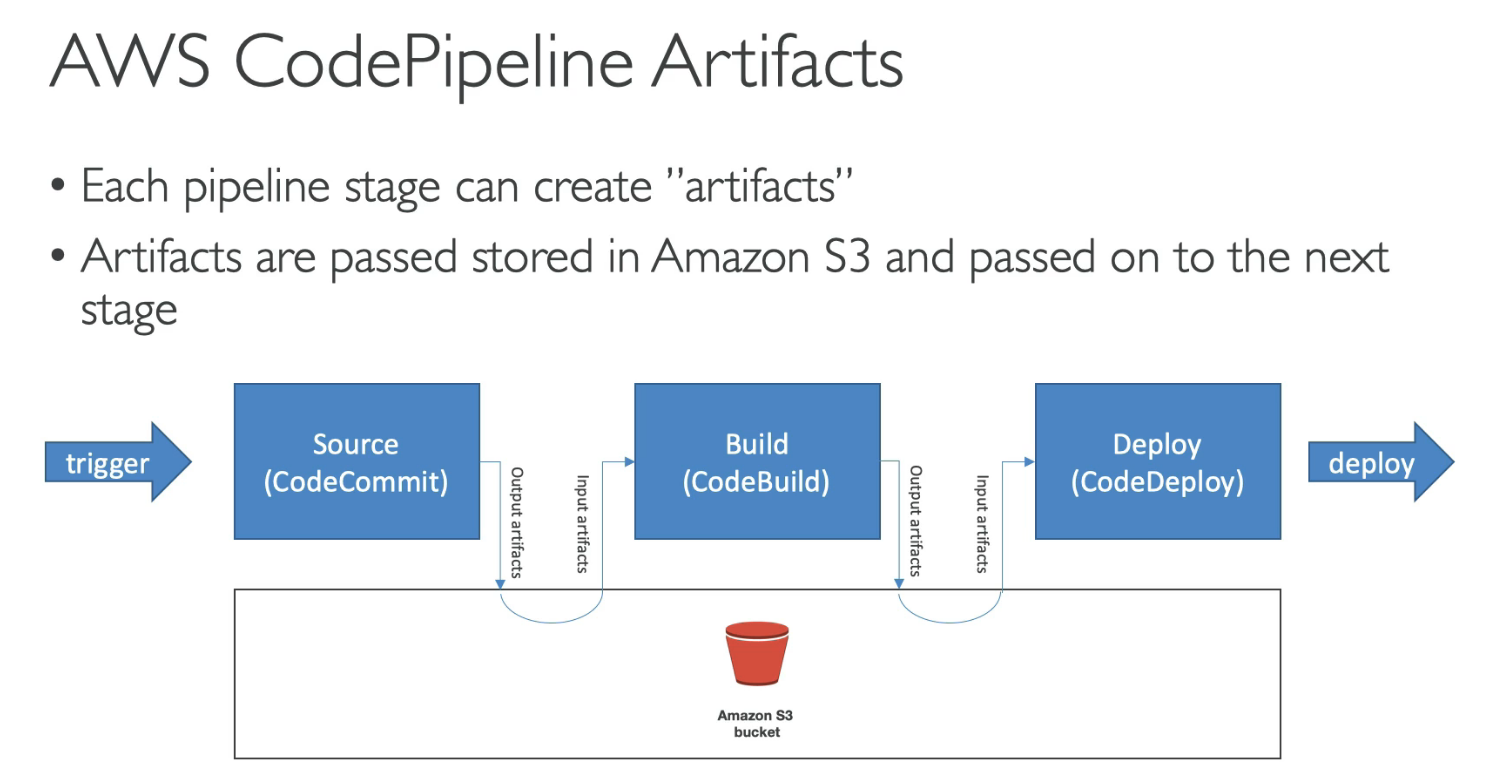 AWS CodePipeline Artifacts
• Each pipeline stage can create ”artifacts”
• Artifacts are passed stored in Amazon S3 and passed on to the next
stage
trigger
Source
(CodeCommit)
Output artifacts
Input artifacts
Build
(CodeBuild)
Output artifacts
Input artifacts
Deploy
(CodeDeploy)
deploy
Amazon S3
bucket